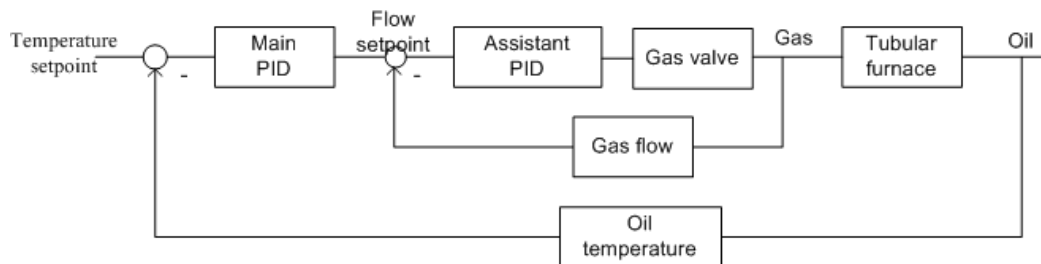 Temperature
setpoint
-
Main
PID
Flow
setpoint
-
Assistant
PID
Gas valve
Gas
Tubular
furnace
Oil
Gas flow
Oil
temperature